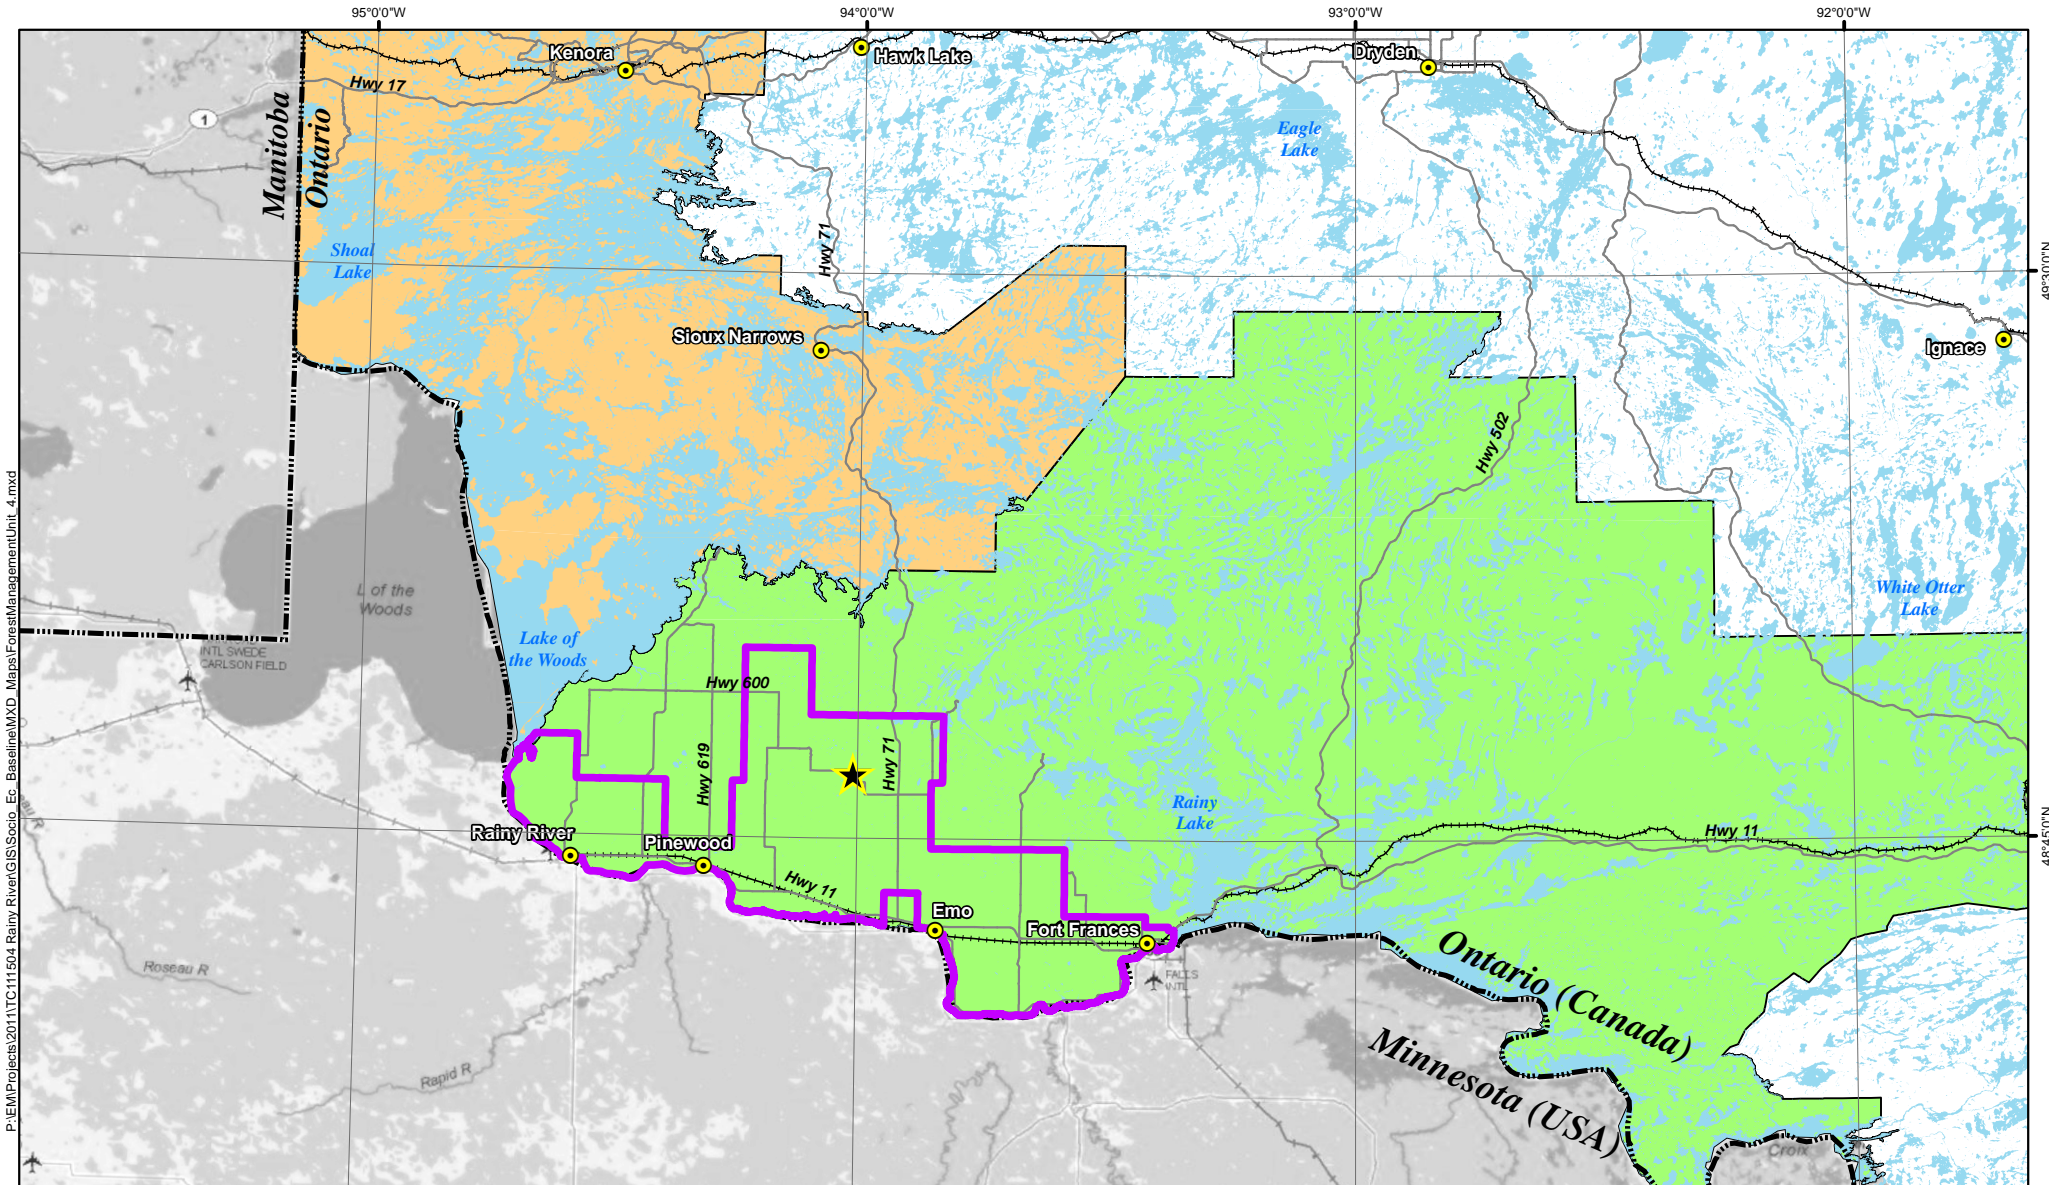 95°0'0"W
94°0'0"W
93°0'0"W
92°0'0"W
Kenora
Hawk Lake
Dryden
Hwy 17
1
Manitoba
Ontario
Eagle
Lake
Shoal
Lake
Hwy 71
49°30'0"N
Sioux Narrows
Ignace
Hwy 502
L of the
Woods
White Otter
Lake
Lake of
the Woods
INTL SWEDE
CARLSON FIELD
Hwy 600
Hwy 619
Hwy 71
Rainy
Lake
Rainy River
Pinewood
Hwy 11
48°45'0"N
Hwy 11
Emo
Fort Frances
FALLS
INTL
Roseau R
Rapid R
Ontario (Canada)
Minnesota (USA)
Croix
P:\EM\Projects\2011\TC111504 Rainy River\GIS\Socio_Ec_Baseline\MXD_Maps\ForestManagementUnit_4.mxd